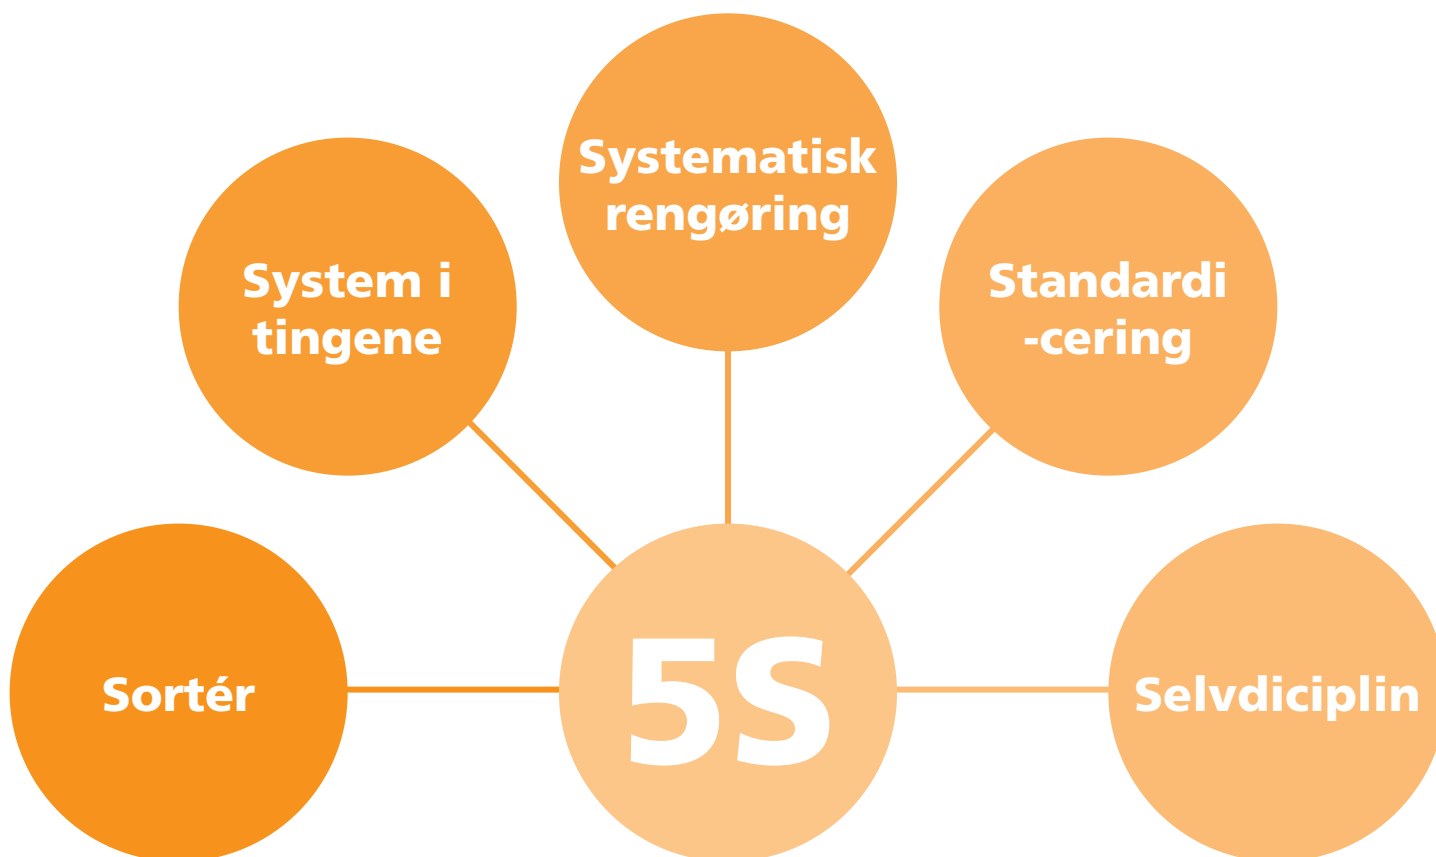 Systematisk
rengøring
System i
tingene
Standardi
-cering
Sortér
5S
Selvdiciplin